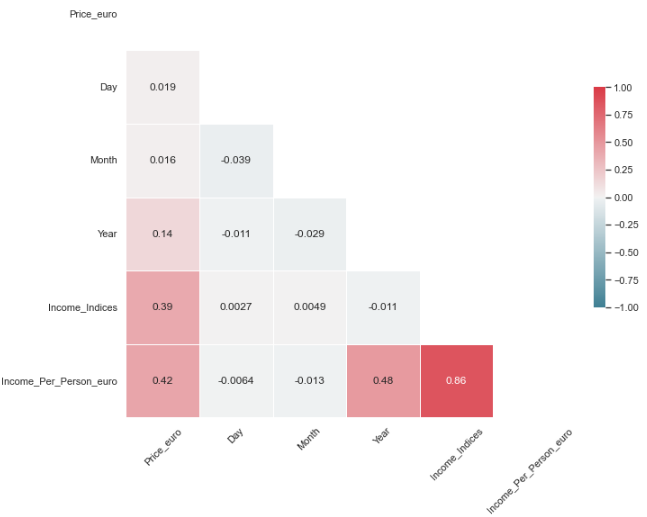 Price_euro
Day 0.019
Month 0.016 -0.039
Year 0.14 -0.011 -0.029
Income_Indices 0.39 0.0027 0.0049 -0.011
Income_Per_Person_euro 0.42 -0.0064 -0.013 0.48 0.86
Price_euro Day Month Year Income_Indices Income_Per_Person_euro
1.00
0.75
0.50
0.25
0.00
−0.25
−0.50
−0.75
−1.00